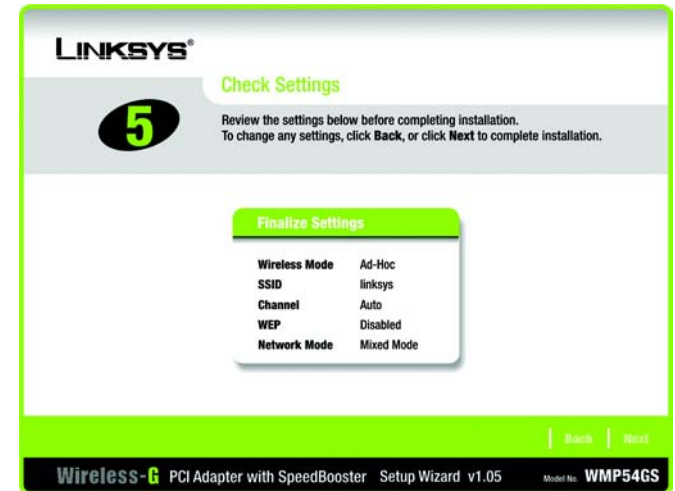 LINKSYS®
Check Settings
5
Review the settings below before completing installation.
To change any settings, click Back, or click Next to complete installation.
Finalize Settings
Wireless Mode Ad-Hoc
SSID linksys
Channel Auto
WEP Disabled
Network Mode Mixed Mode
Back Next
Wireless-G PCI Adapter with SpeedBooster Setup Wizard v1.05 Model No. WMP54GS